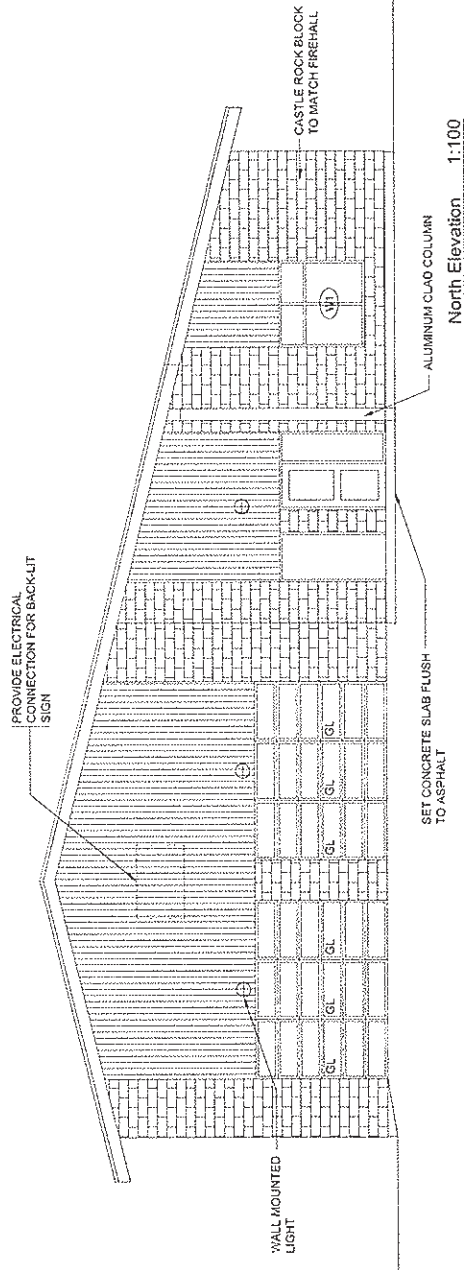 PROVIDE ELECTRICAL
CONNECTION FOR BACK-LIT
SIGN
CASTLE ROCK BLOCK
TO MATCH FIREHALL
W1
GL
GL
GL
GL
GL
GL
WALL MOUNTED
LIGHT
SET CONCRETE SLAB FLUSH
TO ASPHALT
ALUMINUM CLAD COLUMN
North Elevation 1:100